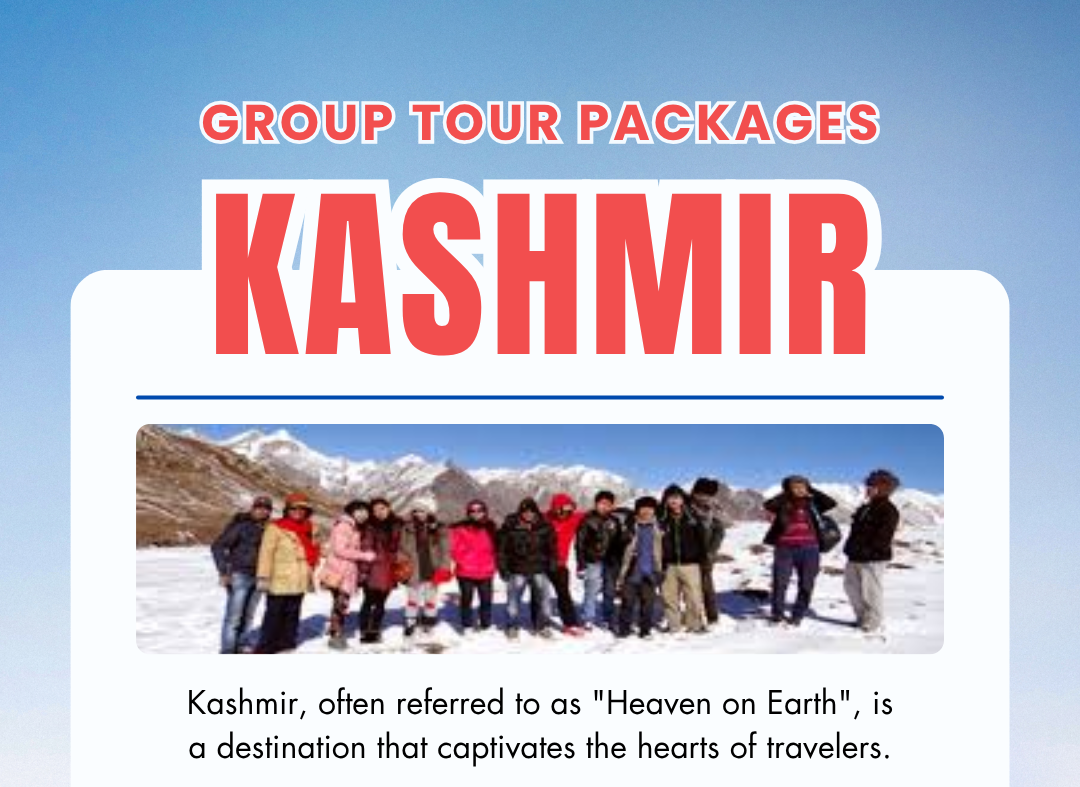 GROUP TOUR PACKAGES
KASHMIR
Kashmir, often referred to as "Heaven on Earth", is
a destination that captivates the hearts of travelers.